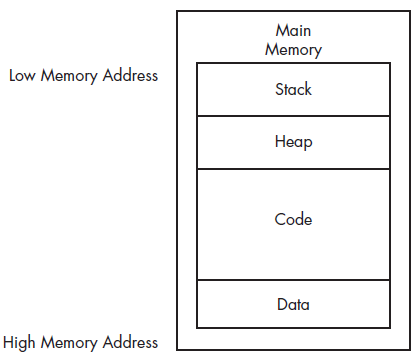 Main
Memory
Low Memory Address
Stack
Heap
Code
Data
High Memory Address